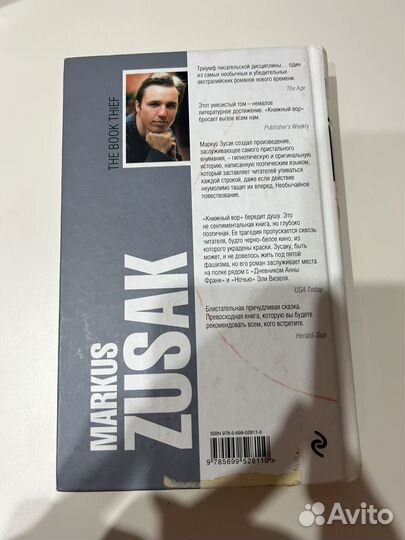 THE BOOK THIEF
MARKUS
ZUSAK
Триумф писательской дисциплины... один
из самых необычных и убедительных
австралийских романов нового времени.
The Age
Этот увесистый том – немалое
литературное достижение. «Книжный вор»
бросает вызов всем нам.
Publisher's Weekly
Маркус Зусак создал произведение,
заслуживающее самого пристального
внимания, – гипнотическую и оригинальную
историю, написанную поэтическим языком,
который заставляет читателей упиваться
каждой строкой, даже если действие
неумолимо тащит их вперед. Необычайное
повествование.
«Книжный вор» бередит душу. Это
не сентиментальная книга, но глубоко
поэтичная. Ее трагедия пропускается сквозь
читателя, будто черно-белое кино, из
которого украдены краски. Зусаку, быть
может, и не довелось жить под пятой
фашизма, но его роман заслуживает места
на полке рядом с «Дневником Анны
Франк» и «Ночью» Эли Визеля.
USA Today
Блистательная причудливая сказка.
Превосходная книга, которую вы будете
рекомендовать всем, кого встретите.
Herald-Sun
ISBN 978-5-699-52811-0
9 785699 528110 >
Avito